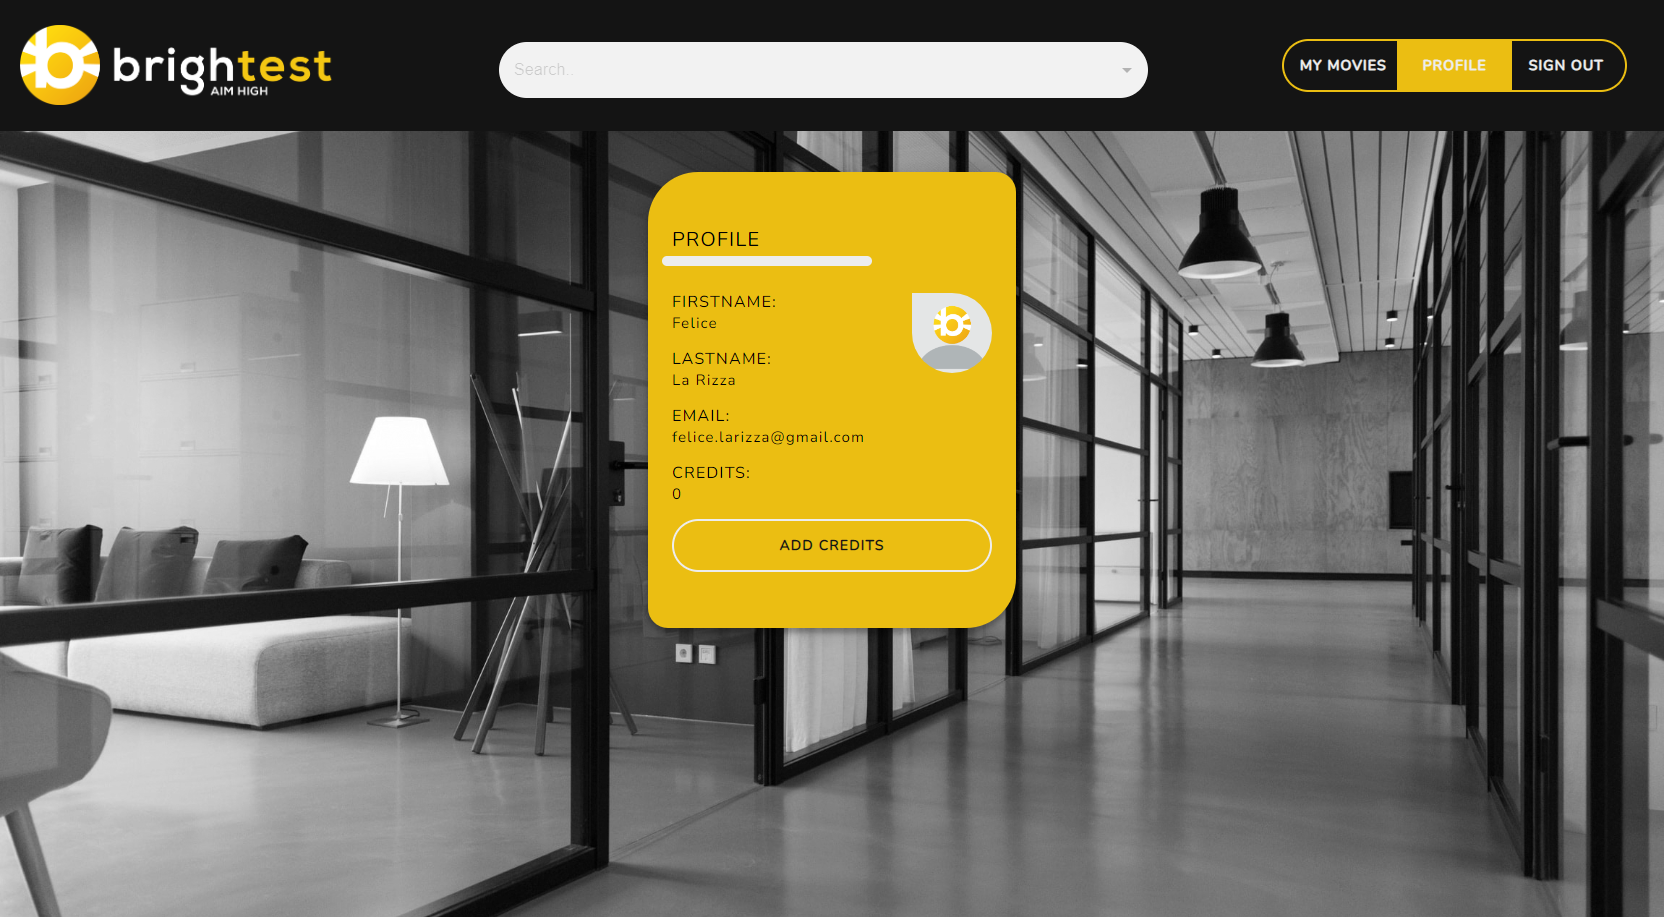 brightest
AIM HIGH
Search..
MY MOVIES
PROFILE
SIGN OUT
PROFILE
FIRSTNAME:
Felice
LASTNAME:
La Rizza
EMAIL:
felice.larizza@gmail.com
CREDITS:
0
ADD CREDITS